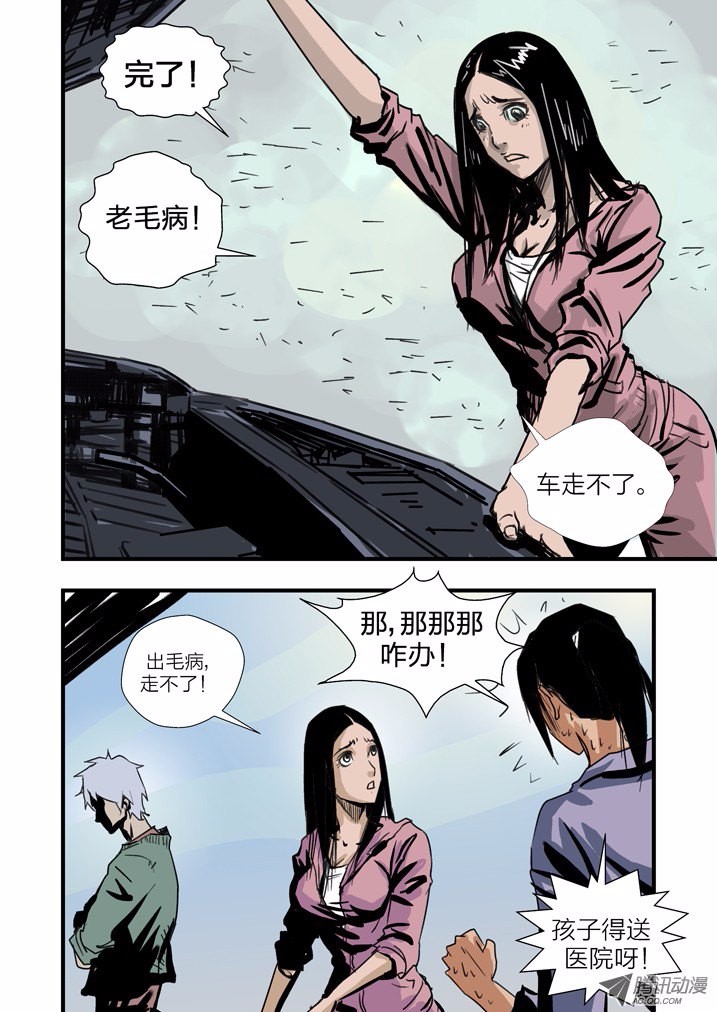 完了！
老毛病！
车走不了。
出毛病，
走不了！
那，那那那
咋办！
孩子得送
医院呀！
腾讯动漫
AC.QQ.COM